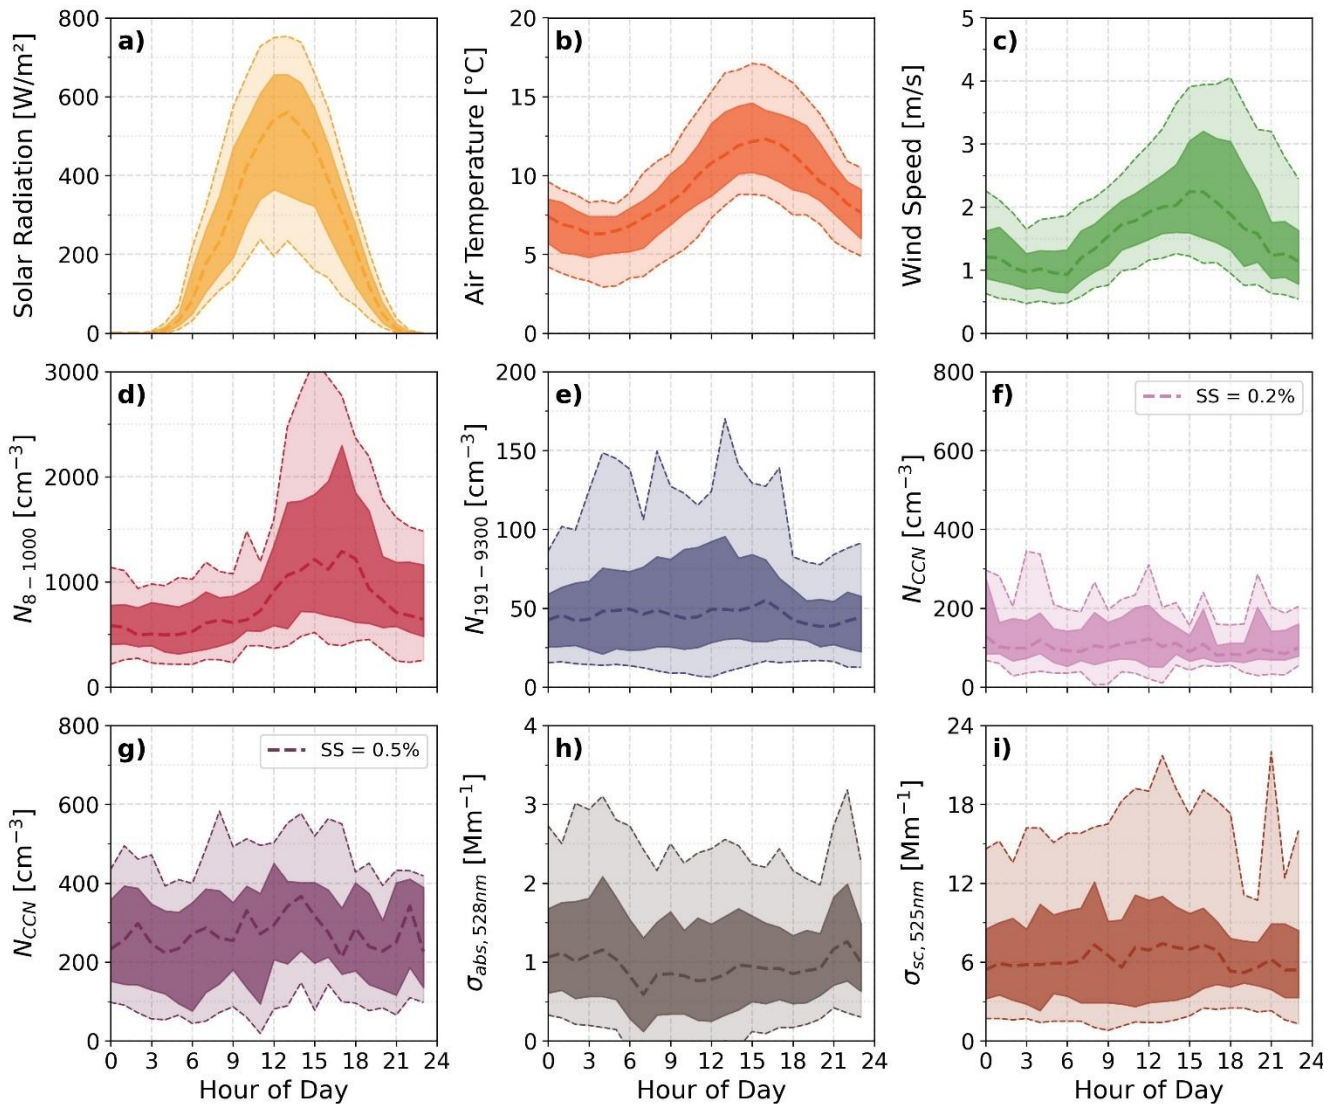 a)
Solar Radiation [W/m²]
800
600
400
200
0
b)
Air Temperature [°C]
20
15
10
5
0
c)
Wind Speed [m/s]
5
4
3
2
1
0
d)
N8−1000 [cm−3]
3000
2000
1000
0
e)
N191−9300 [cm−3]
200
150
100
50
0
f)
SS = 0.2%
NCCN [cm−3]
800
600
400
200
0
g)
SS = 0.5%
NCCN [cm−3]
800
600
400
200
0
0 3 6 9 12 15 18 21 24
Hour of Day
h)
σabs, 528nm [Mm−1]
4
3
2
1
0
0 3 6 9 12 15 18 21 24
Hour of Day
i)
σsc, 525nm [Mm−1]
24
18
12
6
0
0 3 6 9 12 15 18 21 24
Hour of Day